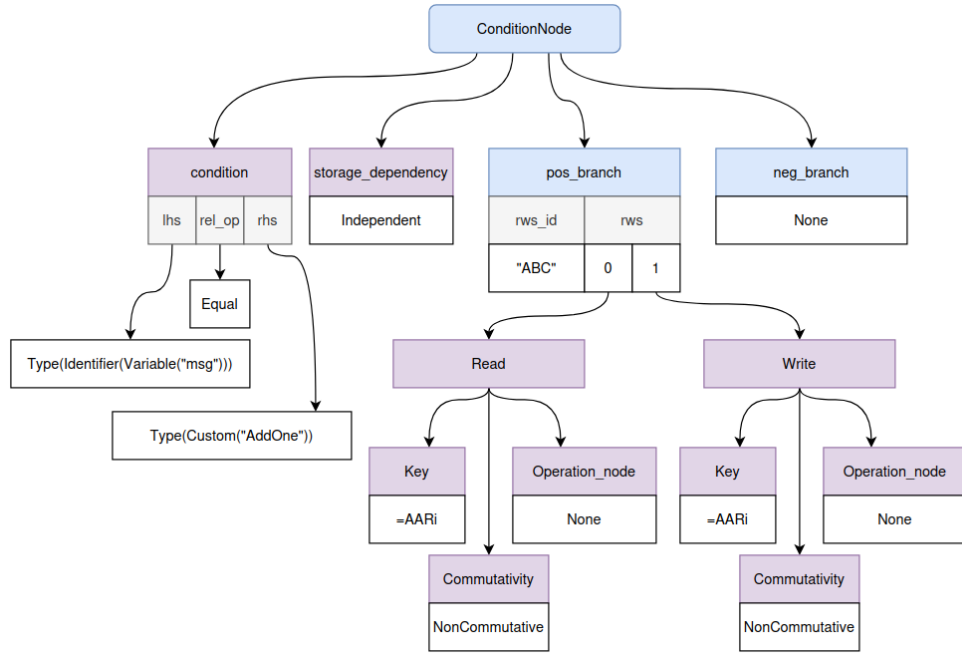 ConditionNode
condition
storage_dependency
pos_branch
neg_branch
lhs
rel_op
rhs
Independent
rws_id
rws
None
"ABC"
0
1
Equal
Type(Identifier(Variable("msg")))
Read
Write
Type(Custom("AddOne"))
Key
Operation_node
Key
Operation_node
=AARi
None
=AARi
None
Commutativity
Commutativity
NonCommutative
NonCommutative